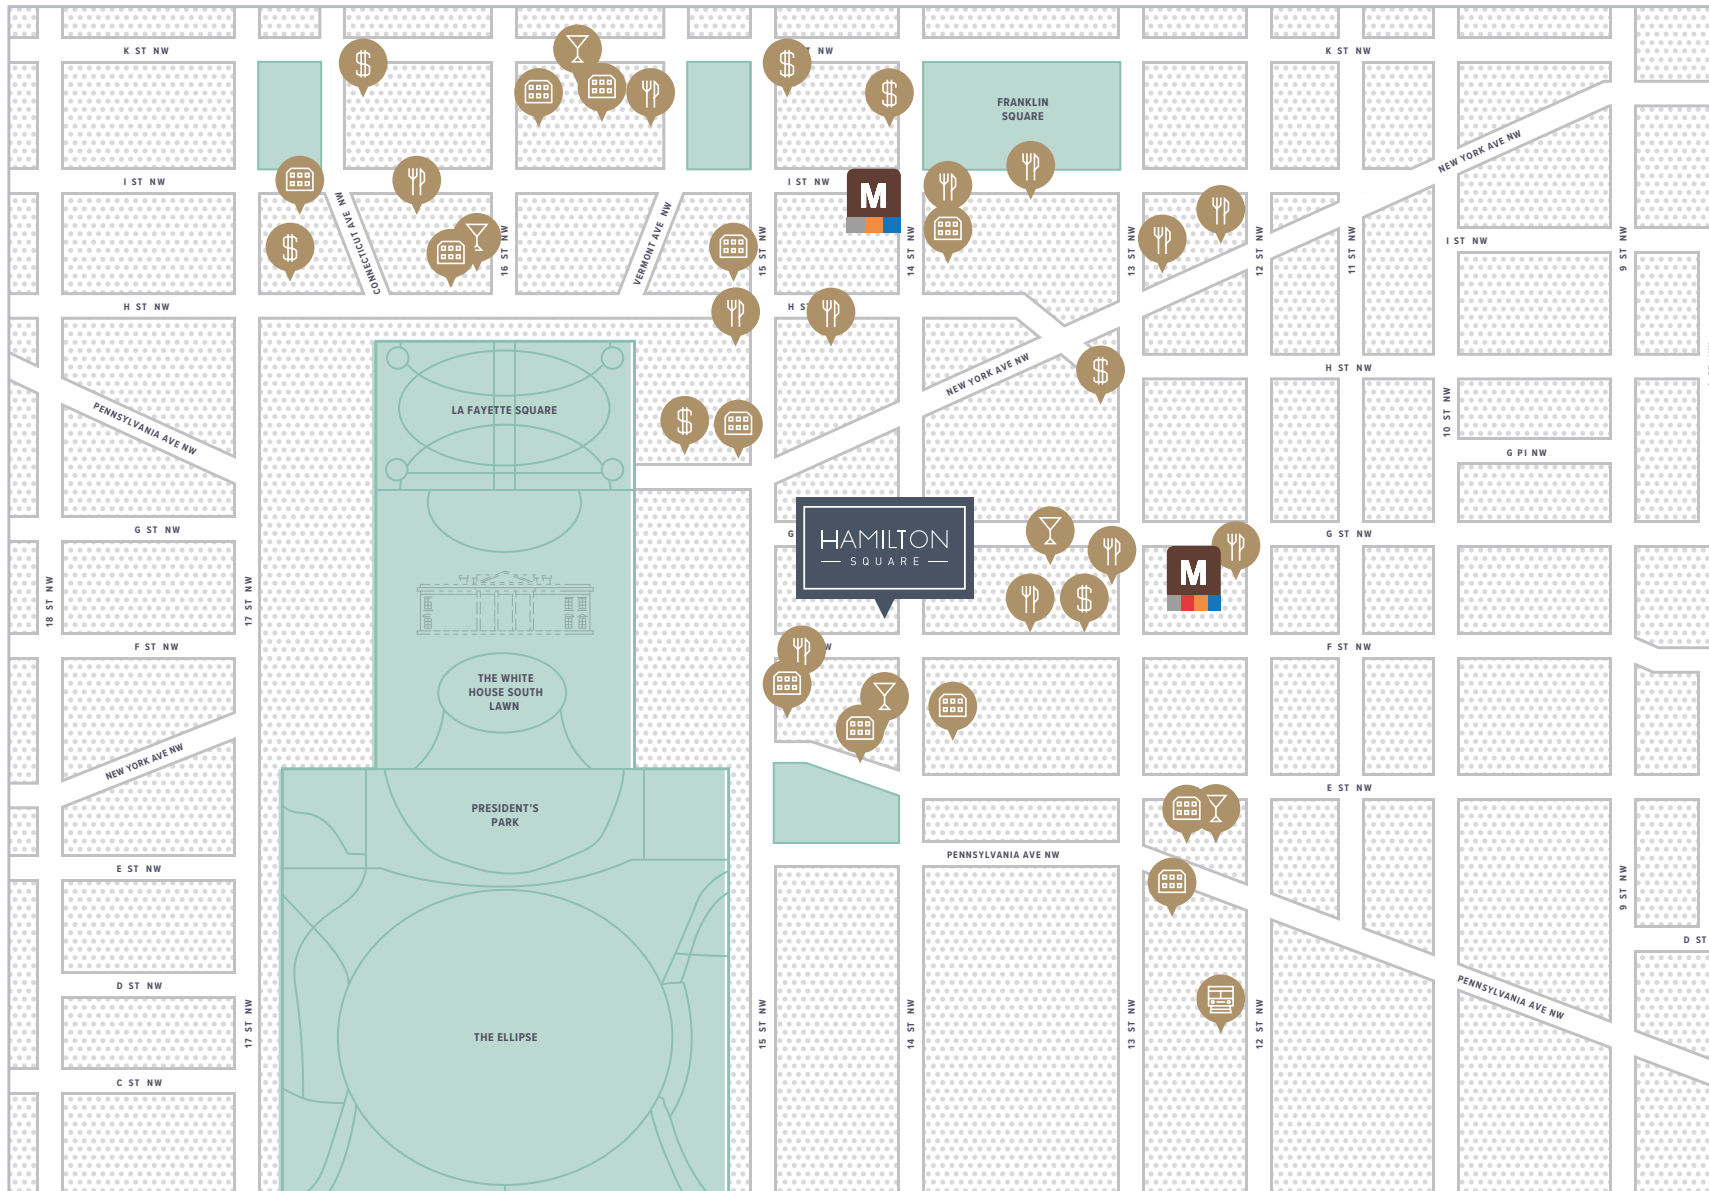 K ST NW
T NW
K ST NW
FRANKLIN
SQUARE
NEW YORK AVE NW
I ST NW
I ST NW
M
CONNECTICUT AVE NW
16 ST NW
VERMONT AVE NW
15 ST NW
14 ST NW
13 ST NW
12 ST NW
11 ST NW
I ST NW
9 ST NW
H ST NW
H S
NEW YORK AVE NW
H ST NW
PENNSYLVANIA AVE NW
LA FAYETTE SQUARE
10 ST NW
G PI NW
G ST NW
G
HAMILTON
SQUARE
G ST NW
M
18 ST NW
17 ST NW
F ST NW
W
F ST NW
THE WHITE
HOUSE SOUTH
LAWN
NEW YORK AVE NW
PRESIDENT'S
PARK
E ST NW
PENNSYLVANIA AVE NW
E ST NW
9 ST NW
D ST
D ST NW
17 ST NW
THE ELLIPSE
15 ST NW
14 ST NW
13 ST NW
12 ST NW
PENNSYLVANIA AVE NW
C ST NW